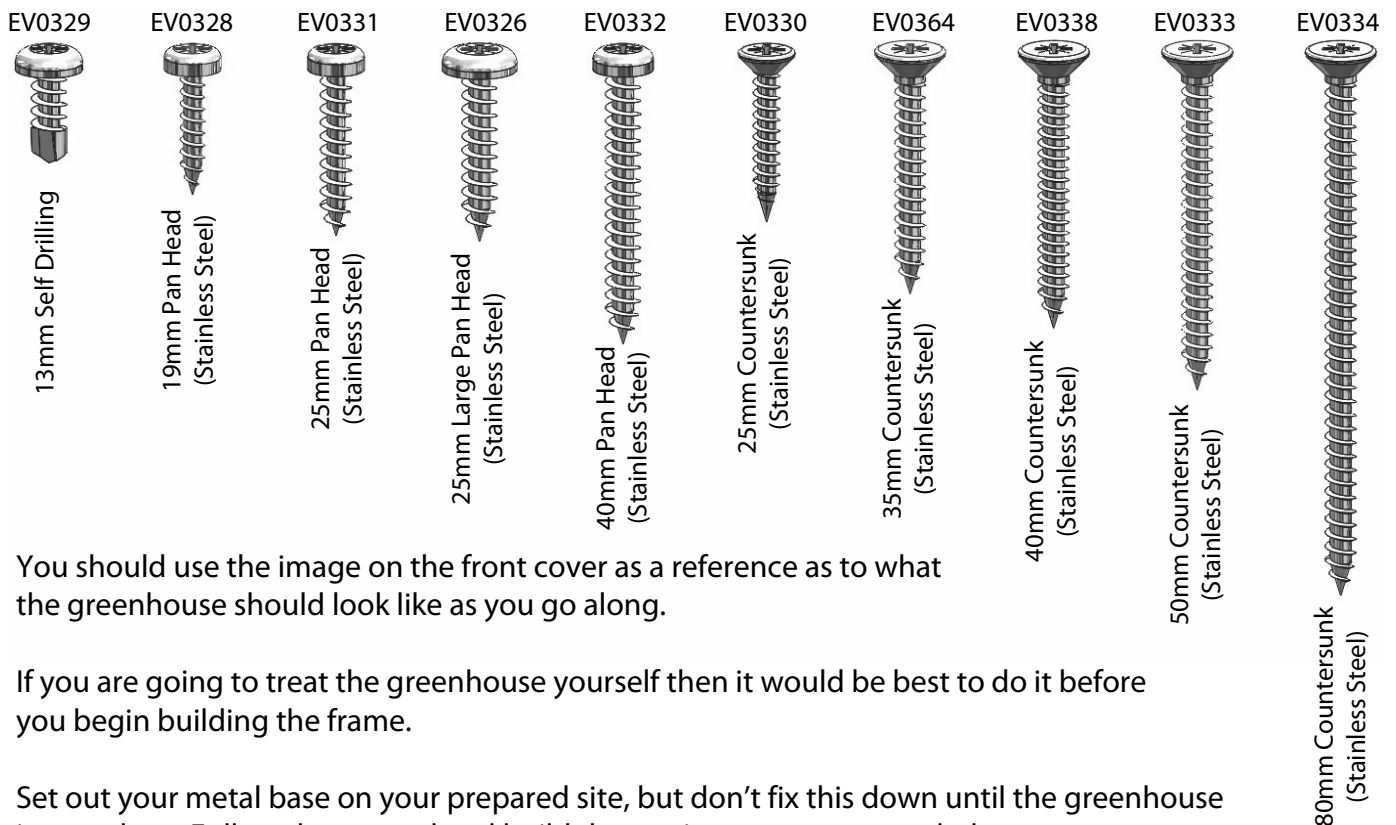 EV0329 EV0328 EV0331 EV0326 EV0332 EV0330 EV0364 EV0338 EV0333 EV0334
13mm Self Drilling
19mm Pan Head
(Stainless Steel)
25mm Pan Head
(Stainless Steel)
25mm Large Pan Head
(Stainless Steel)
40mm Pan Head
(Stainless Steel)
25mm Countersunk
(Stainless Steel)
35mm Countersunk
(Stainless Steel)
40mm Countersunk
(Stainless Steel)
50mm Countersunk
(Stainless Steel)
80mm Countersunk
(Stainless Steel)
You should use the image on the front cover as a reference as to what
the greenhouse should look like as you go along.
If you are going to treat the greenhouse yourself then it would be best to do it before
you begin building the frame.
Set out your metal base on your prepared site, but don’t fix this down until the greenhouse